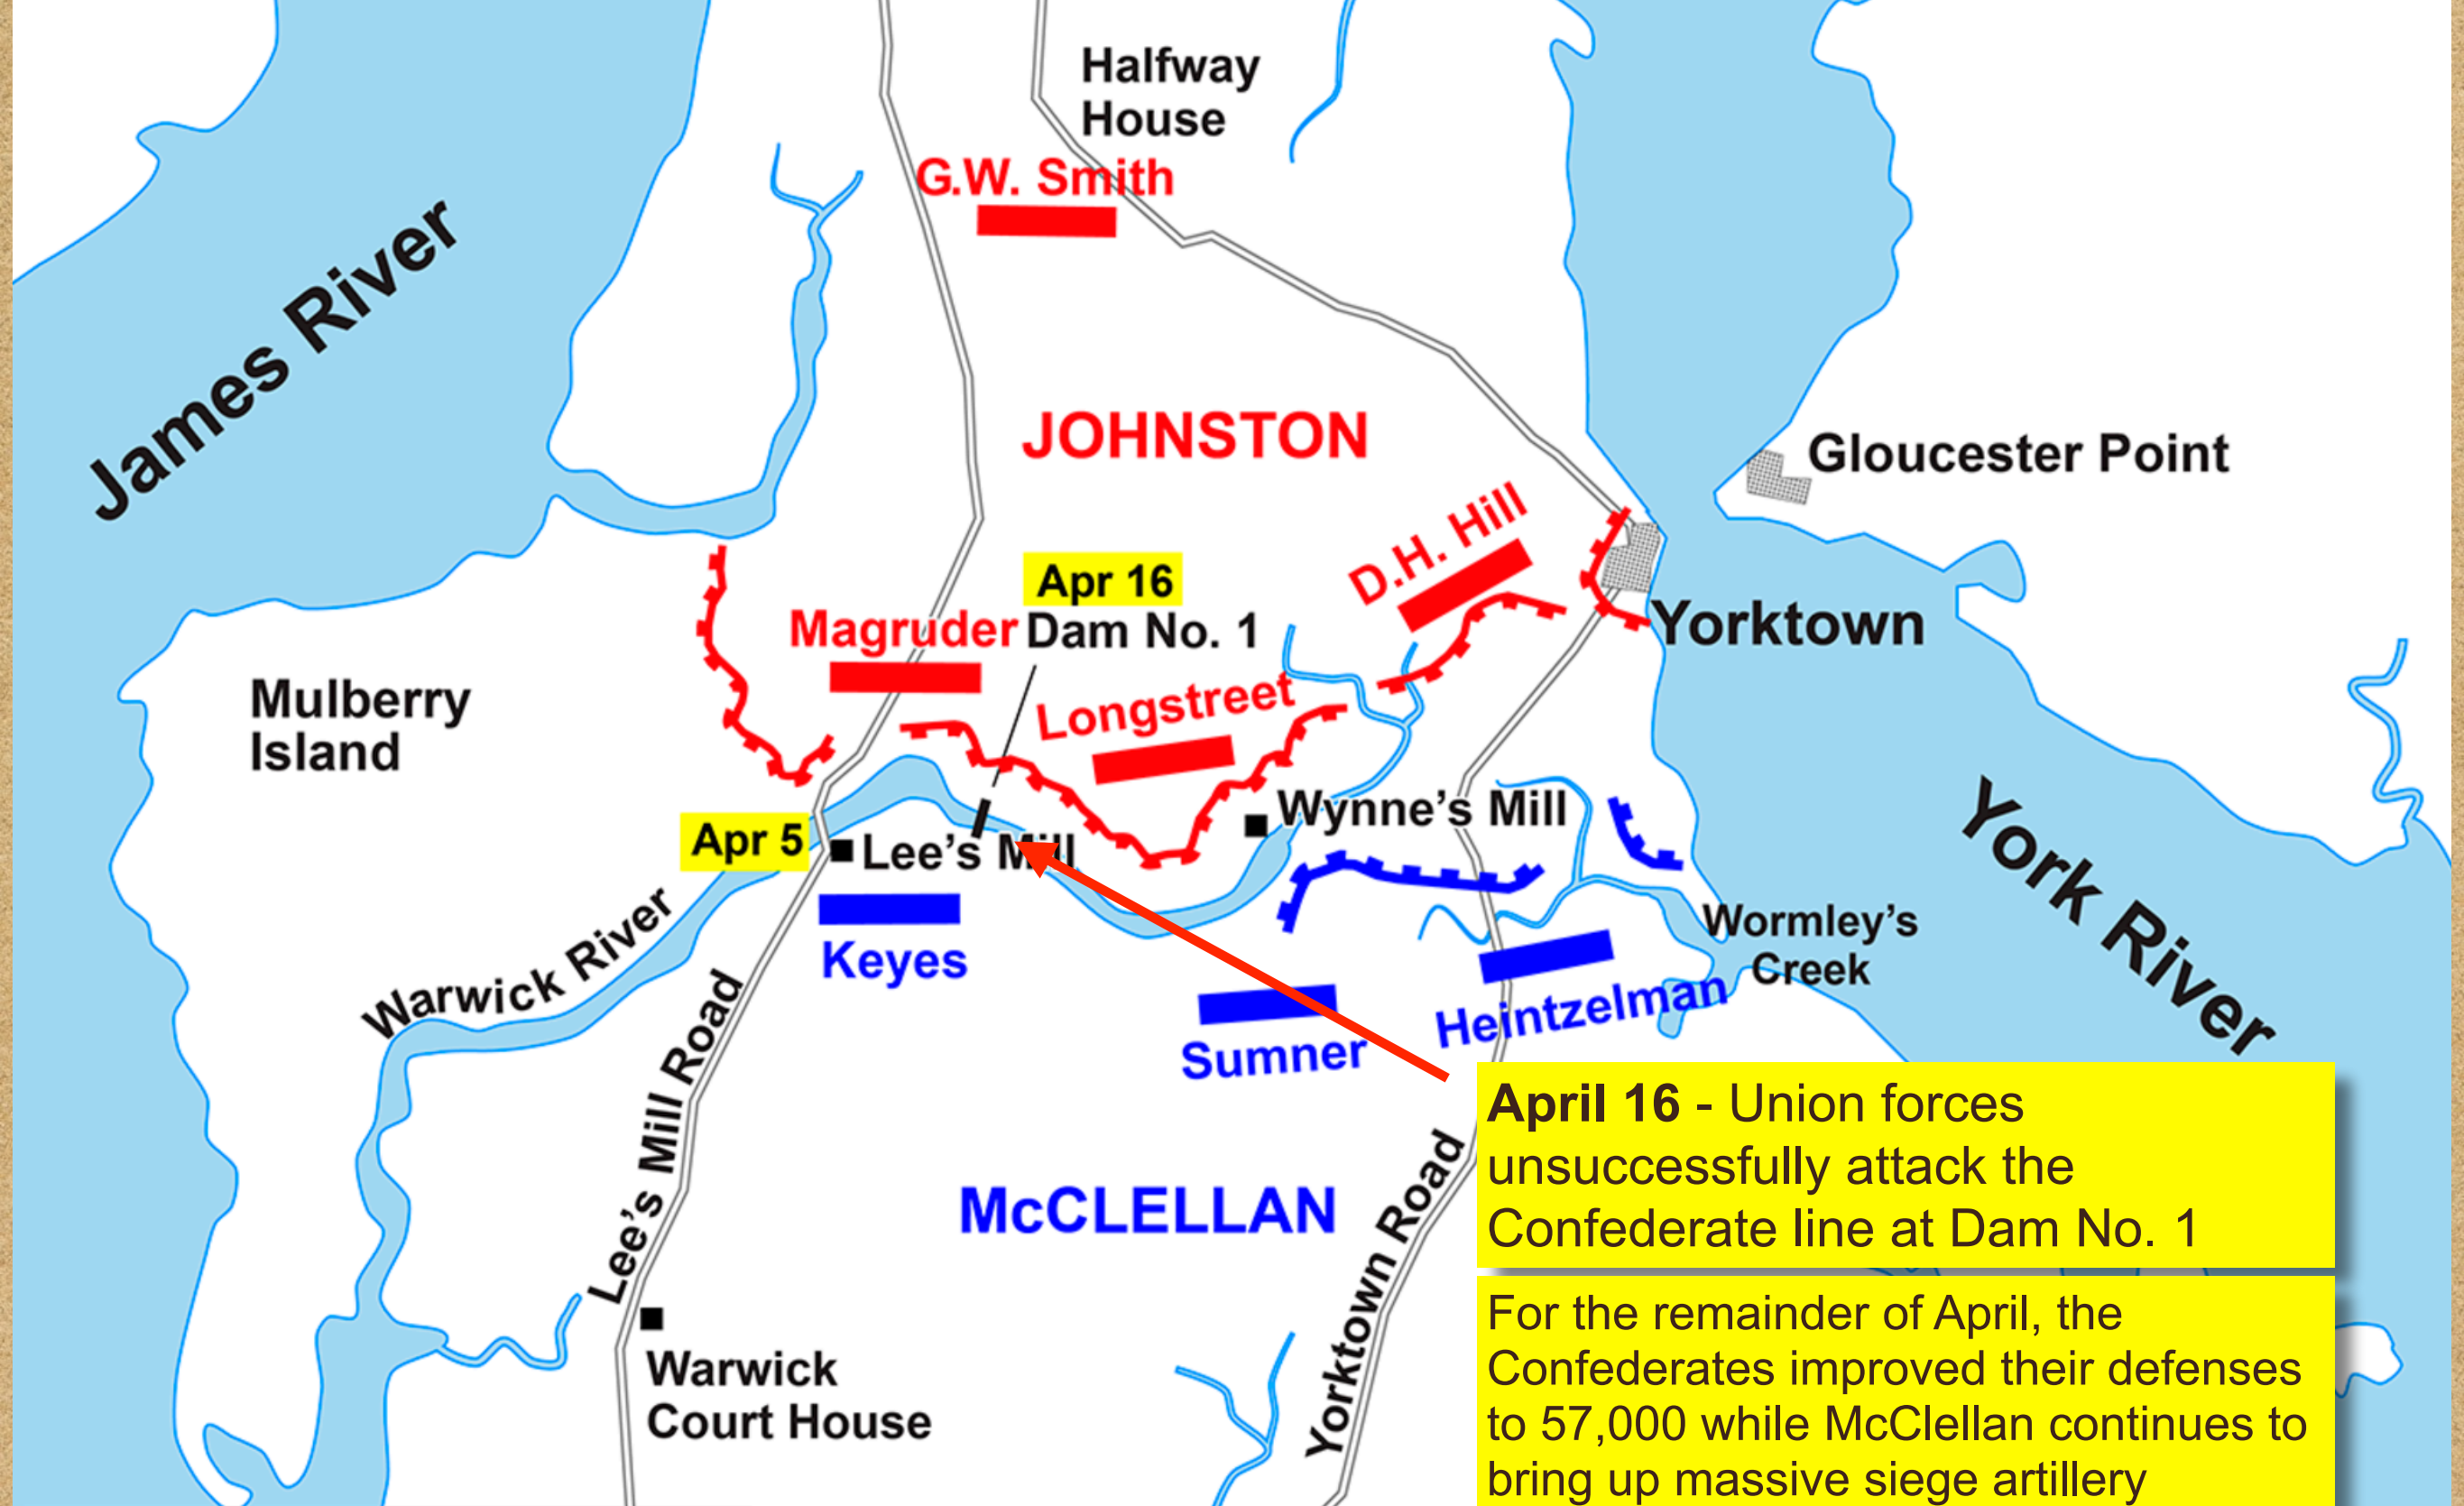 Halfway
House
G.W. Smith
James River
JOHNSTON
Gloucester Point
D.H. Hill
Apr 16
Magruder
Dam No. 1
Yorktown
Mulberry
Island
Longstreet
Wynne's Mill
Apr 5
Lee's Mill
York River
Warwick River
Keyes
Wormley's
Creek
Heintzelman
Sumner
Lee's Mill Road
McCLELLAN
Yorktown Road
April 16 - Union forces
unsuccessfully attack the
Confederate line at Dam No. 1
For the remainder of April, the
Confederates improved their defenses
to 57,000 while McClellan continues to
bring up massive siege artillery
Warwick
Court House